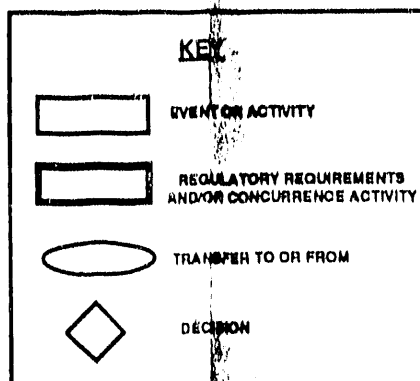 KEY
EVENT OR ACTIVITY
REGULATORY REQUIREMENTS
AND/OR CONCURRENCE ACTIVITY
TRANSFER TO OR FROM
DECISION